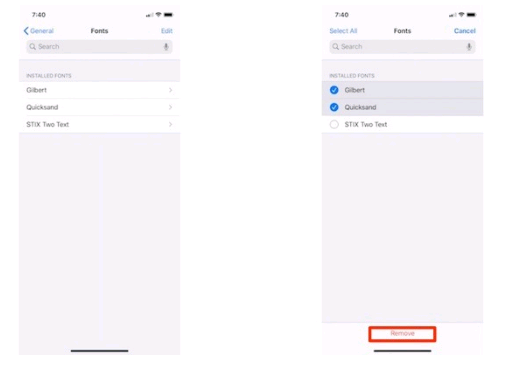 7:40
General Fonts Edit
Search
INSTALLED FONTS
Gilbert
Quicksand
STIX Two Text
7:40
Select All Fonts Cancel
Search
INSTALLED FONTS
Gilbert
Quicksand
STIX Two Text
Remove